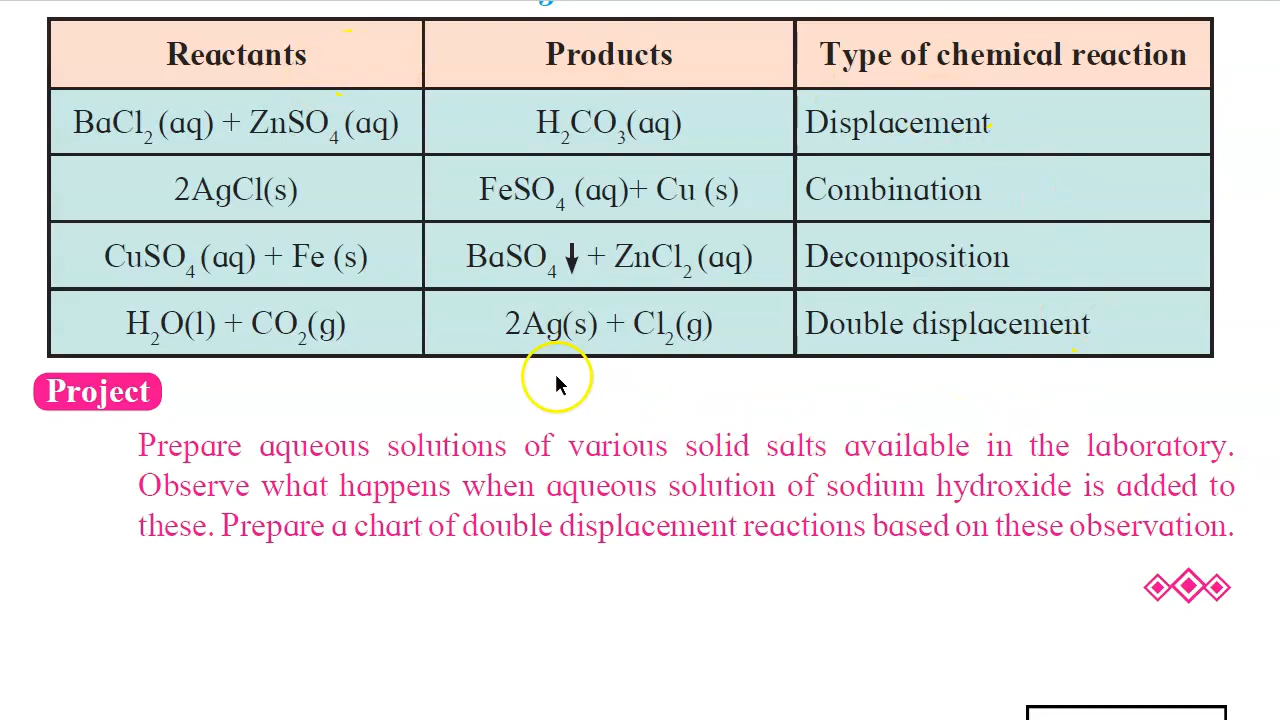 Reactants Products Type of chemical reaction
BaCl₂ (aq) + ZnSO₄ (aq) H₂CO₃(aq) Displacement
2AgCl(s) FeSO₄ (aq)+ Cu (s) Combination
CuSO₄ (aq) + Fe (s) BaSO₄ ↓ + ZnCl₂ (aq) Decomposition
H₂O(l) + CO₂(g) 2Ag(s) + Cl₂(g) Double displacement
Project
Prepare aqueous solutions of various solid salts available in the laboratory.
Observe what happens when aqueous solution of sodium hydroxide is added to
these. Prepare a chart of double displacement reactions based on these observation.